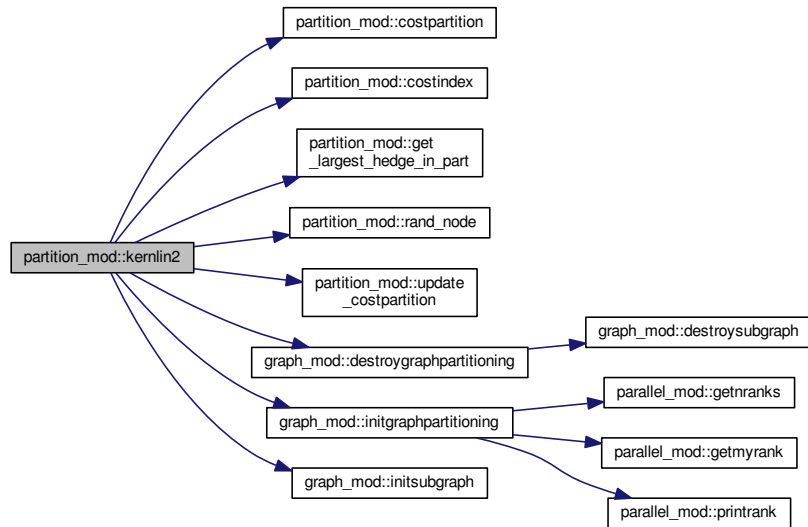 partition_mod::costpartition
partition_mod::costindex
partition_mod::get
_largest_hedge_in_part
partition_mod::rand_node
partition_mod::kernlin2
partition_mod::update
_costpartition
graph_mod::destroysubgraph
graph_mod::destroygraphpartitioning
parallel_mod::getnranks
graph_mod::initgraphpartitioning
parallel_mod::getmyrank
graph_mod::initsubgraph
parallel_mod::printrank